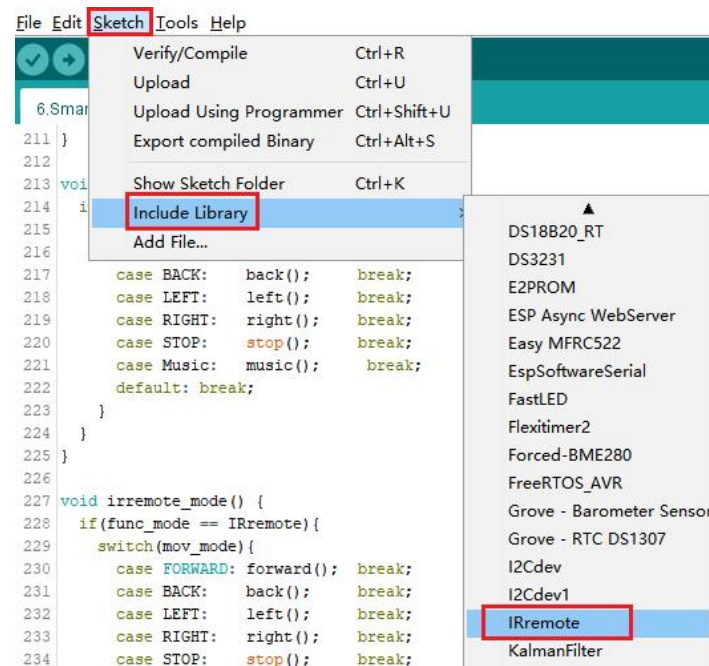 File Edit Sketch Tools Help
Verify/Compile Ctrl+R
Upload Ctrl+U
6.Smar Upload Using Programmer Ctrl+Shift+U
211 } Export compiled Binary Ctrl+Alt+S
212
213 voi Show Sketch Folder Ctrl+K
214 i Include Library
215 Add File...
216
217 case BACK: back(); break;
218 case LEFT: left(); break;
219 case RIGHT: right(); break;
220 case STOP: stop(); break;
221 case Music: music(); break;
222 default: break;
223 }
224 }
225 }
226
227 void irremote_mode() {
228 if(func_mode == IRremote){
229 switch(mov_mode){
230 case FORWARD: forward(); break;
231 case BACK: back(); break;
232 case LEFT: left(); break;
233 case RIGHT: right(); break;
234 case STOP: stop(); break;
DS18B20_RT
DS3231
E2PROM
ESP Async WebServer
Easy MFRC522
EspSoftwareSerial
FastLED
Flexitimer2
Forced-BME280
FreeRTOS_AVR
Grove - Barometer Sensor
Grove - RTC DS1307
I2Cdev
I2Cdev1
IRremote
KalmanFilter